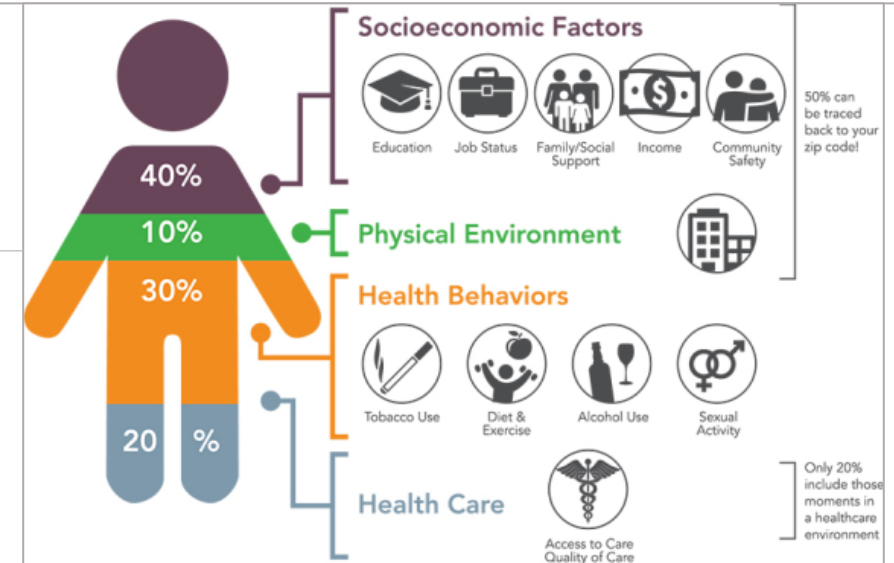 Socioeconomic Factors
Education
Job Status
Family/Social
Support
Income
Community
Safety
50% can
be traced
back to your
zip code!
40%
10%
Physical Environment
30%
Health Behaviors
Tobacco Use
Diet &
Exercise
Alcohol Use
Sexual
Activity
20 %
Health Care
Access to Care
Quality of Care
Only 20%
include those
moments in
a healthcare
environment